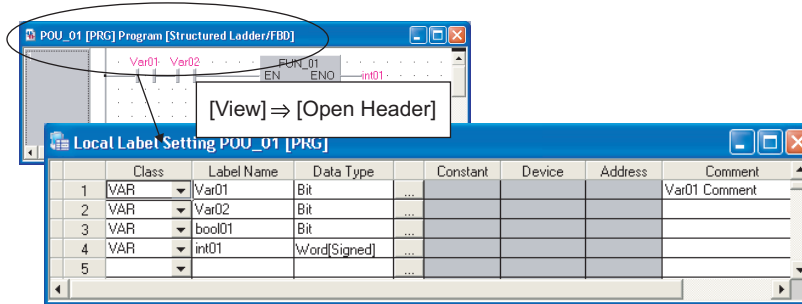 POU_01 [PRG] Program [Structured Ladder/FBD]
Var01 Var02 FUN_01
EN ENO int01
[View] ⇒ [Open Header]
Local Label Setting POU_01 [PRG]
Class Label Name Data Type Constant Device Address Comment
1 VAR Var01 Bit ... Var01 Comment
2 VAR Var02 Bit ...
3 VAR bool01 Bit ...
4 VAR int01 Word[Signed] ...
5 ...